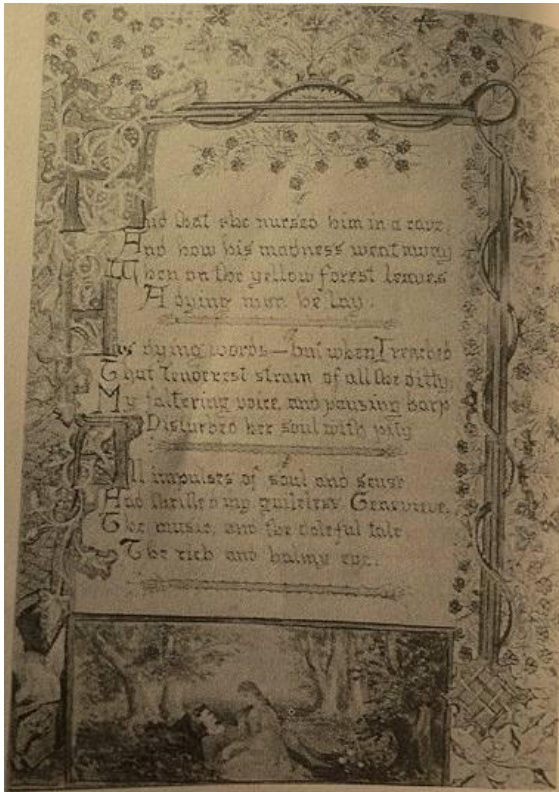 And that she nursed him in a cave,
And how his madness went away
When on the yellow forest leaves
A dying man he lay.
His dying words—but when I reached
That tenderest strain of all the ditty,
My faltering voice and pausing harp
Disturbed her soul with pity
All impulses of soul and sense
Had thrilled my guileless Genevieve,
The music, and the doleful tale,
The rich and balmy eve.